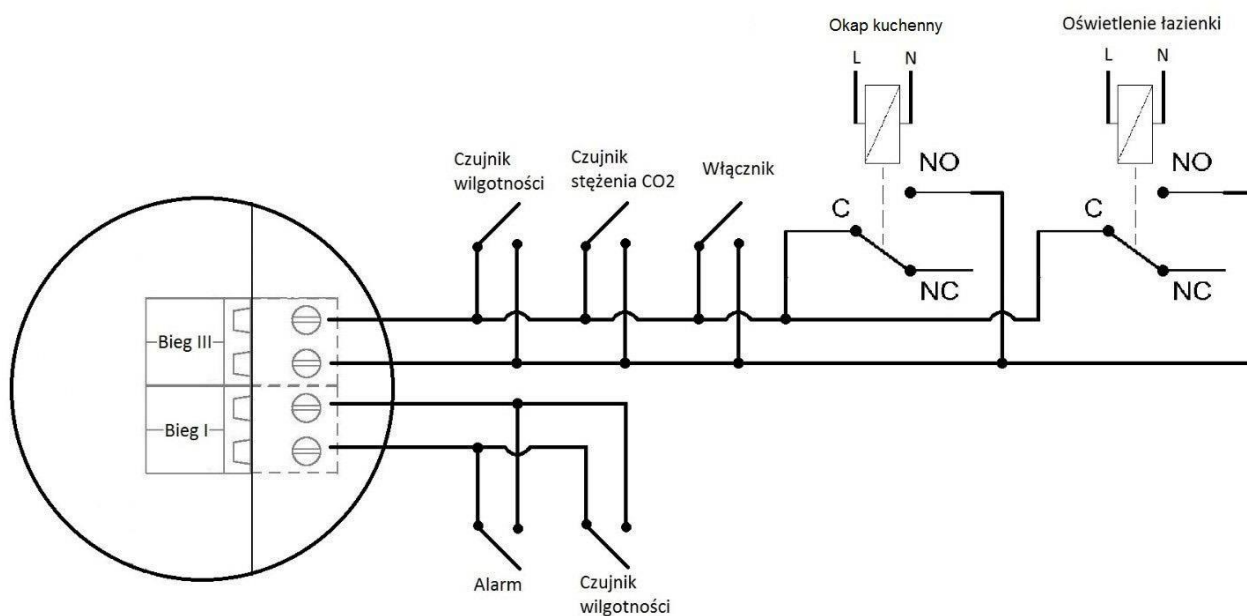 Okap kuchenny
Oświetlenie łazienki
L N
L N
Czujnik
wilgotności
Czujnik
stężenia CO2
Włącznik
NO
C
NC
NO
C
NC
Bieg III
Bieg I
Alarm
Czujnik
wilgotności